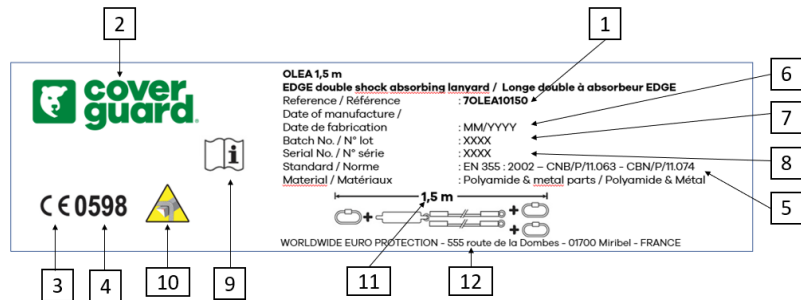 2
1
cover
guard.
OLEA 1,5 m
EDGE double shock absorbing lanyard / Longe double à absorbeur EDGE
Reference / Référence : 7OLEA10150
Date of manufacture /
Date de fabrication : MM/YYYY
Batch No. / N° lot : XXXX
Serial No. / N° série : XXXX
Standard / Norme : EN 355 : 2002 – CNB/P/11.063 - CBN/P/11.074
Material / Matériaux : Polyamide & metal parts / Polyamide & Métal
6
7
8
5
i
CE 0598
1,5 m
+ +
+
WORLDWIDE EURO PROTECTION - 555 route de la Dombes - 01700 Miribel - FRANCE
3
4
10
9
11
12